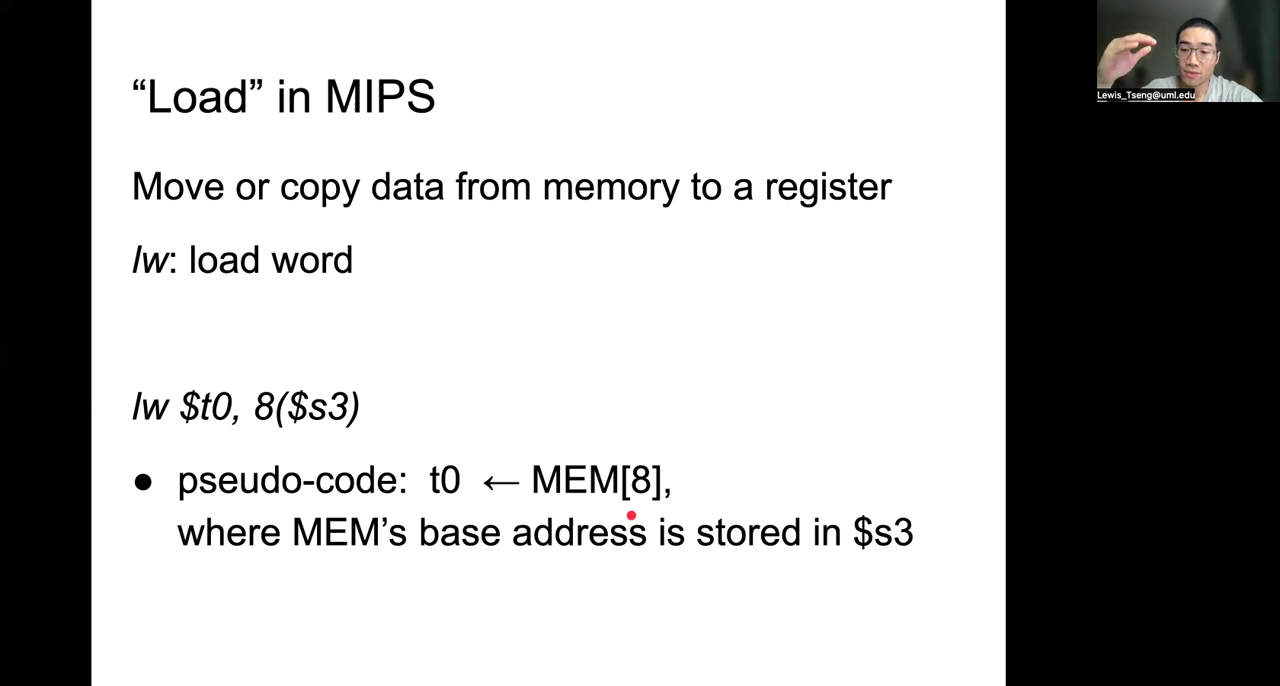 “Load” in MIPS
Lewis_Tseng@uml.edu
Move or copy data from memory to a register
lw: load word
lw $t0, 8($s3)
● pseudo-code: t0 ← MEM[8],
where MEM’s base address is stored in $s3